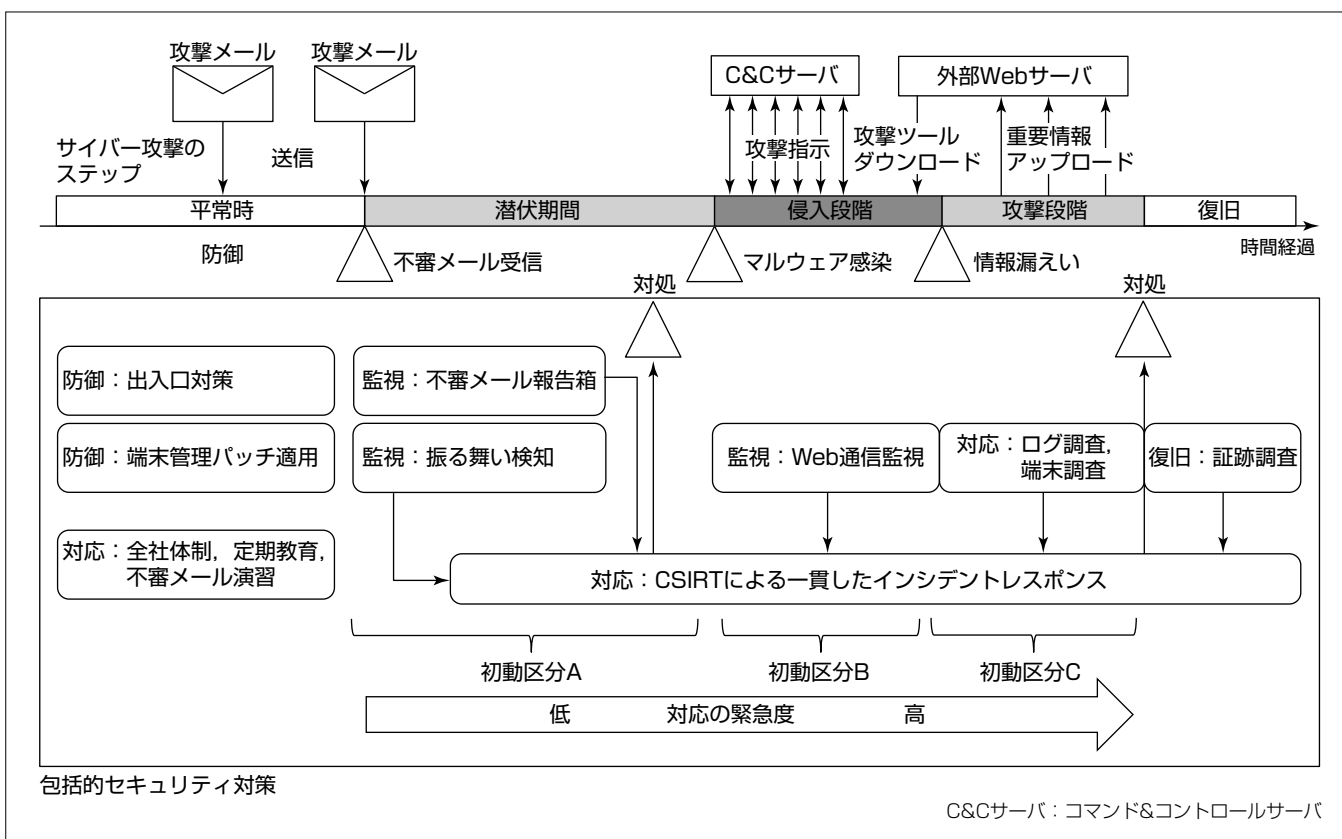 攻撃メール
攻撃メール
C&Cサーバ
外部Webサーバ
サイバー攻撃の
ステップ
送信
攻撃指示
攻撃ツール
ダウンロード
重要情報
アップロード
平常時
潜伏期間
侵入段階
攻撃段階
復旧
時間経過
防御
不審メール受信
マルウェア感染
情報漏えい
対処
対処
防御：出入口対策
監視：不審メール報告箱
防御：端末管理パッチ適用
監視：振る舞い検知
監視：Web通信監視
対応：ログ調査，
端末調査
復旧：証跡調査
対応：全社体制，定期教育，
不審メール演習
対応：CSIRTによる一貫したインシデントレスポンス
初動区分A
初動区分B
初動区分C
低
対応の緊急度
高
包括的セキュリティ対策
C&Cサーバ：コマンド&コントロールサーバ